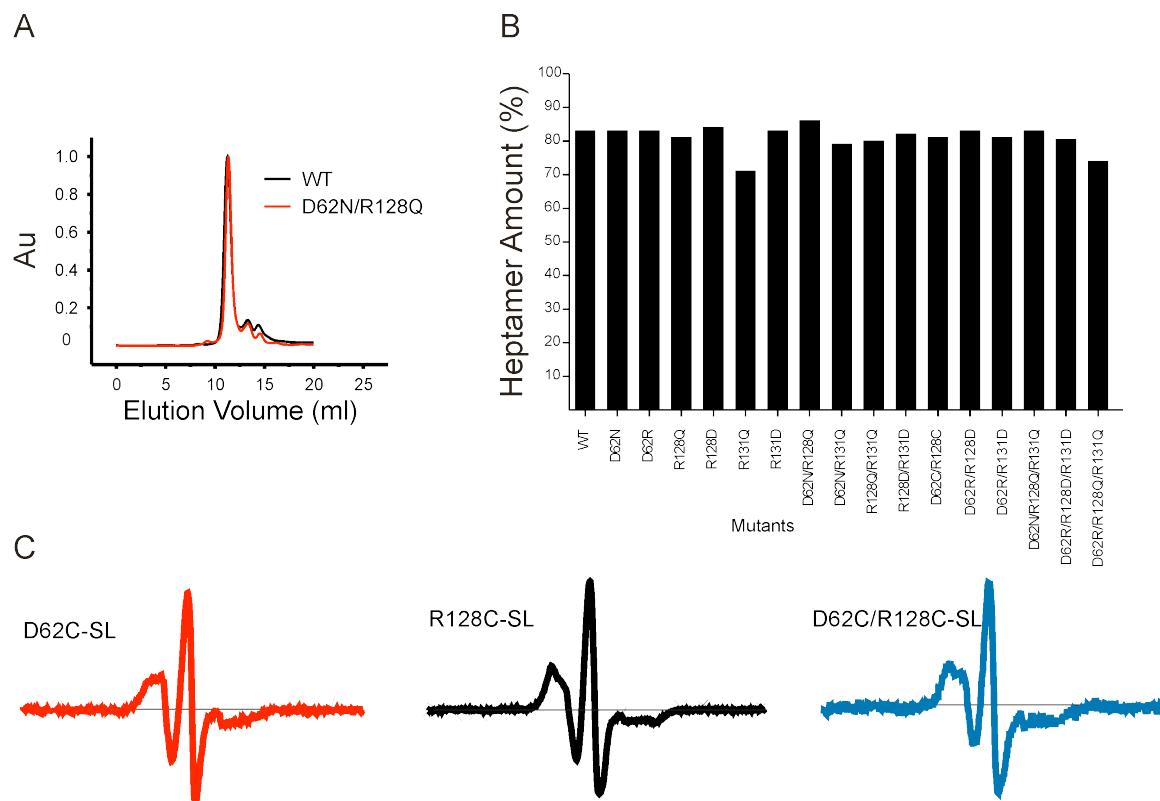 A
B
Au
1.0
0.8
0.6
0.4
0.2
0
WT
D62N/R128Q
0
5
10
15
20
25
Elution Volume (ml)
Heptamer Amount (%)
100
90
80
70
60
50
40
30
20
10
WT
D62N
D62R
R128Q
R128D
R131Q
R131D
D62N/R128Q
D62N/R131Q
R128Q/R131Q
R128D/R131D
D62C/R128C
D62R/R128D
D62R/R131D
D62N/R128Q/R131Q
D62R/R128D/R131D
D62R/R128Q/R131Q
Mutants
C
D62C-SL
R128C-SL
D62C/R128C-SL